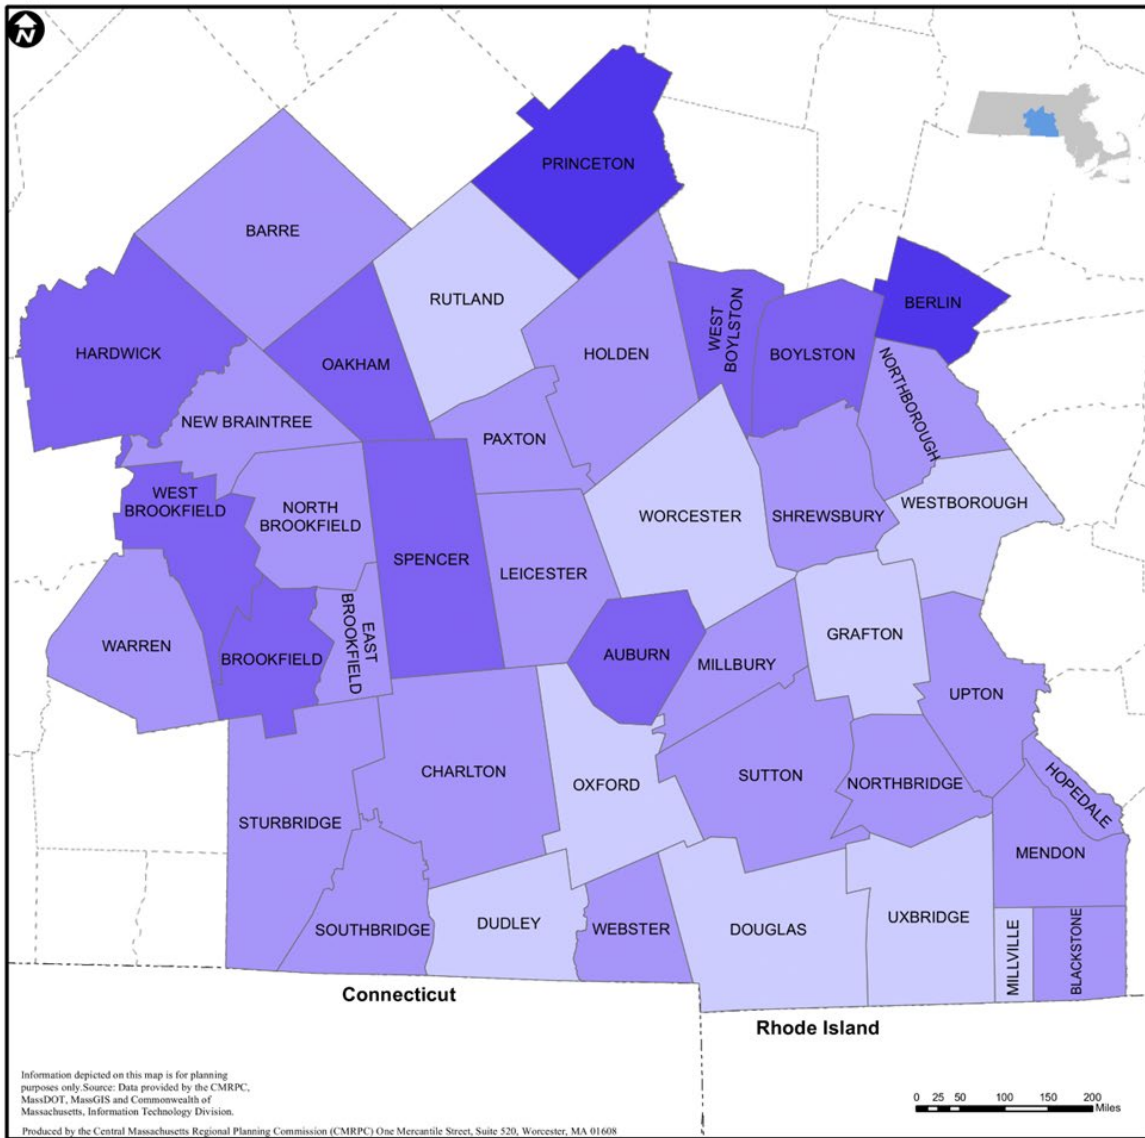 N
PRINCETON
BARRE
RUTLAND
BERLIN
WEST
BOYLSTON
HARDWICK
OAKHAM
HOLDEN
BOYLSTON
NORTHBOROUGH
NEW BRAINTREE
PAXTON
WEST
BROOKFIELD
NORTH
BROOKFIELD
WORCESTER
SHREWSBURY
WESTBOROUGH
SPENCER
LEICESTER
WARREN
BROOKFIELD
EAST
BROOKFIELD
AUBURN
MILLBURY
GRAFTON
UPTON
CHARLTON
OXFORD
SUTTON
NORTHBRIDGE
HOPEDALE
STURBRIDGE
MENDON
SOUTHBRIDGE
DUDLEY
WEBSTER
DOUGLAS
UXBRIDGE
MILLVILLE
BLACKSTONE
Connecticut
Rhode Island
Information depicted on this map is for planning
purposes only.Source: Data provided by the CMRPC,
MassDOT, MassGIS and Commonwealth of
Massachusetts, Information Technology Division.
Produced by the Central Massachusetts Regional Planning Commission (CMRPC) One Mercantile Street, Suite 520, Worcester, MA 01608
0 25 50 100 150 200
Miles